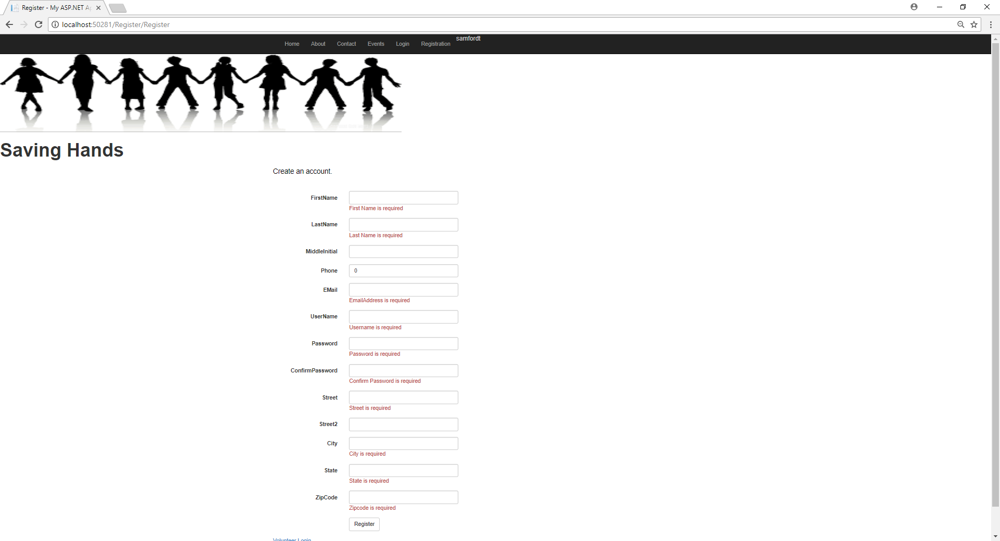 Register - My ASP.NET Ap
localhost:50281/Register/Register
Home About Contact Events Login Registration samfordt
Saving Hands
Create an account.
FirstName
First Name is required
LastName
Last Name is required
MiddleInitial
Phone 0
EMail
EmailAddress is required
UserName
Username is required
Password
Password is required
ConfirmPassword
Confirm Password is required
Street
Street is required
Street2
City
City is required
State
State is required
ZipCode
Zipcode is required
Register
Volunteer Login